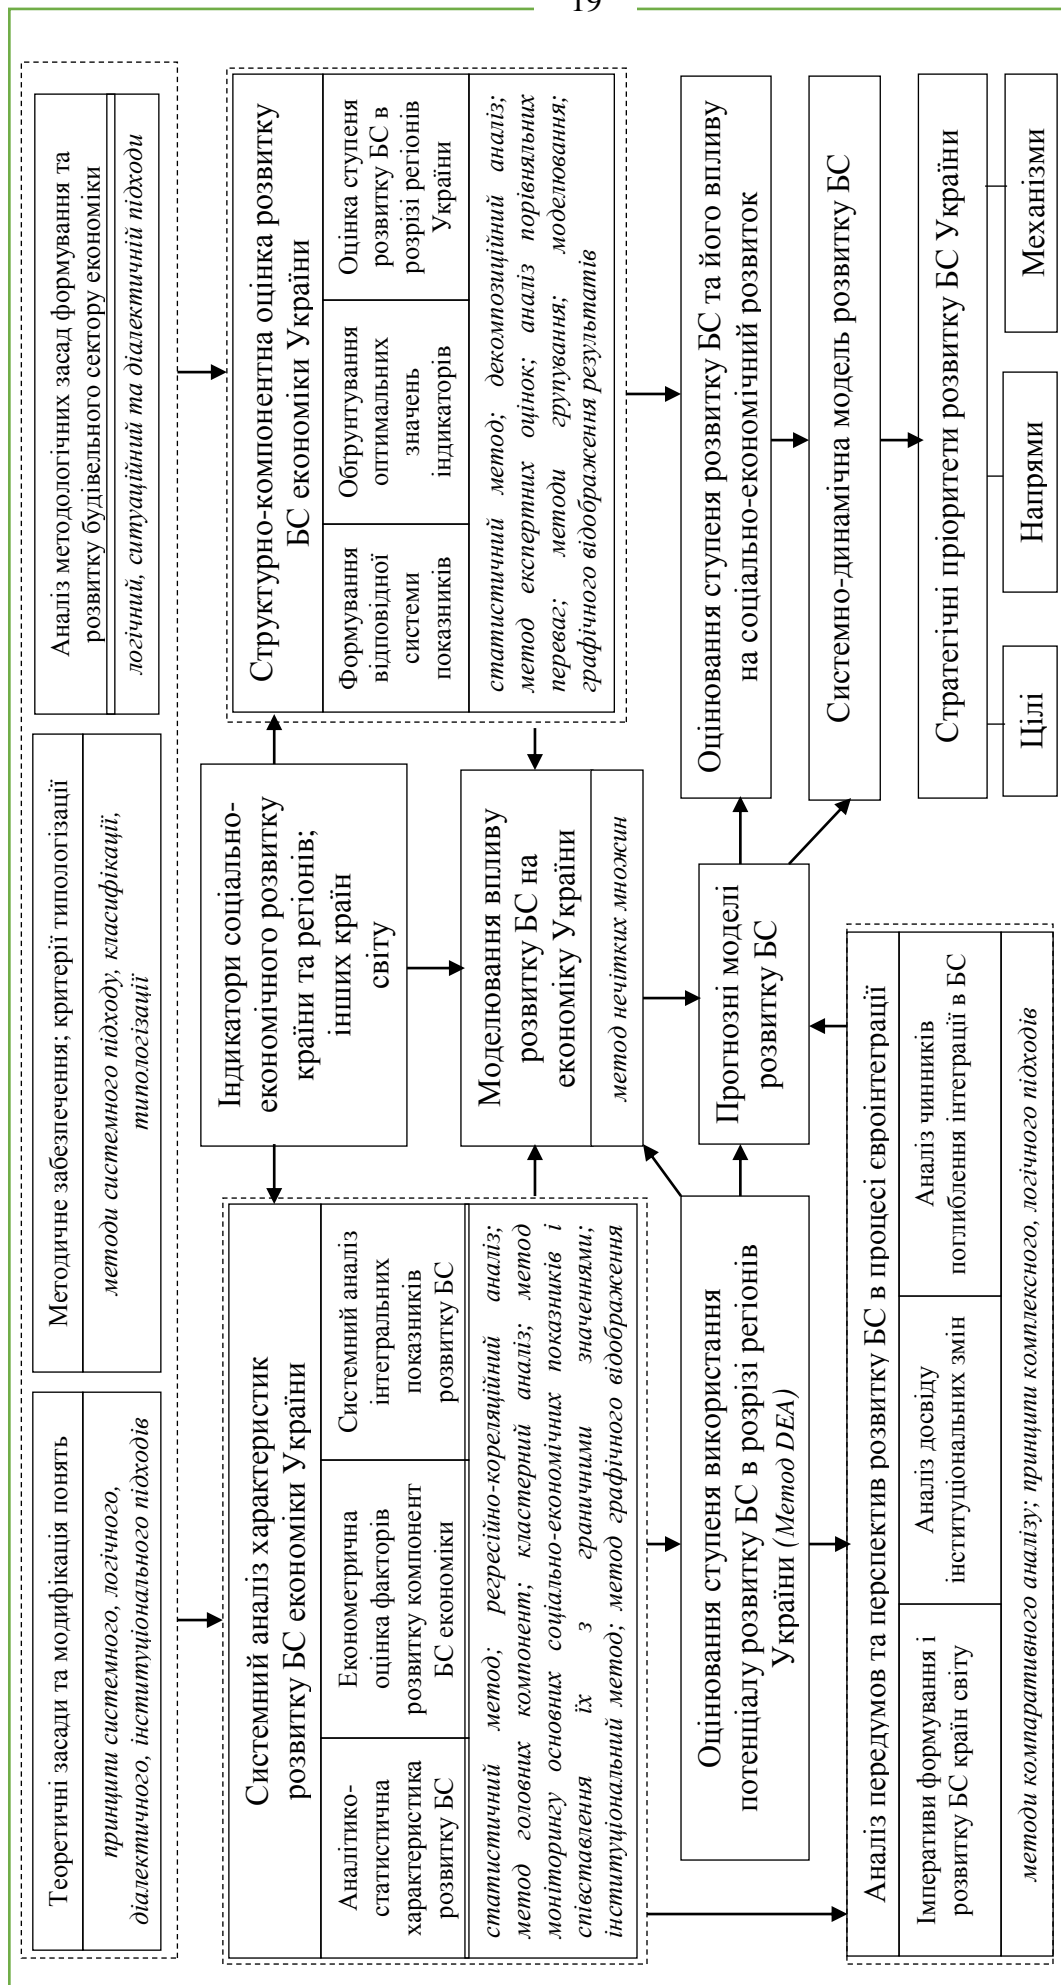 19
Теоретичні засади та модифікація понять
принципи системного, логічного,
діалектичного, інституціонального підходів
Методичне забезпечення; критерії типологізації
методи системного підходу, класифікації,
типологізації
Аналіз методологічних засад формування та
розвитку будівельного сектору економіки
логічний, ситуаційний та діалектичній підходи
Системний аналіз характеристик
розвитку БС економіки України
Аналітико-
статистична
характеристика
розвитку БС
Економетрична
оцінка факторів
розвитку компонент
БС економіки
Системний аналіз
інтегральних
показників
розвитку БС
статистичний метод; регресійно-кореляційний аналіз;
метод головних компонент; кластерний аналіз; метод
моніторингу основних соціально-економічних показників і
співставлення їх з граничними значеннями;
інституціональний метод; метод графічного відображення
Індикатори соціально-
економічного розвитку
країни та регіонів;
інших країн
світу
Структурно-компонентна оцінка розвитку
БС економіки України
Формування
відповідної
системи
показників
Обґрунтування
оптимальних
значень
індикаторів
Оцінка ступеня
розвитку БС в
розрізі регіонів
України
статистичний метод; декомпозиційний аналіз;
метод експертних оцінок; аналіз порівняльних
переваг; методи групування; моделювання;
графічного відображення результатів
Моделювання впливу
розвитку БС на
економіку України
метод нечітких множин
Оцінювання ступеня використання
потенціалу розвитку БС в розрізі регіонів
України (Метод DEA)
Прогнозні моделі
розвитку БС
Оцінювання ступеня розвитку БС та його впливу
на соціально-економічний розвиток
Системно-динамічна модель розвитку БС
Аналіз передумов та перспектив розвитку БС в процесі євроінтеграції
Імперативи формування і
розвитку БС країн світу
Аналіз досвіду
інституціональних змін
Аналіз чинників
поглиблення інтеграції в БС
методи компаративного аналізу; принципи комплексного, логічного підходів
Стратегічні пріоритети розвитку БС України
Цілі
Напрями
Механізми